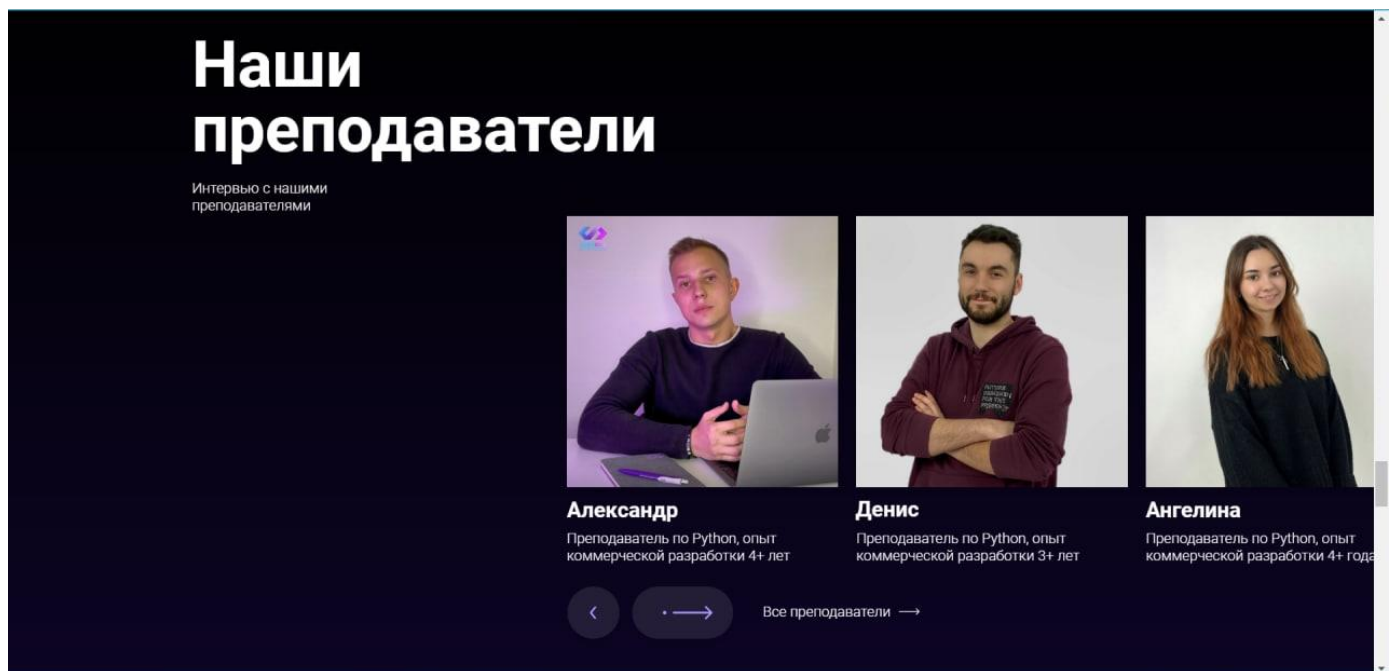 Наши
преподаватели
Интервью с нашими
преподавателями
Александр
Преподаватель по Python, опыт
коммерческой разработки 4+ лет
Денис
Преподаватель по Python, опыт
коммерческой разработки 3+ лет
Ангелина
Преподаватель по Python, опыт
коммерческой разработки 4+ года
Все преподаватели